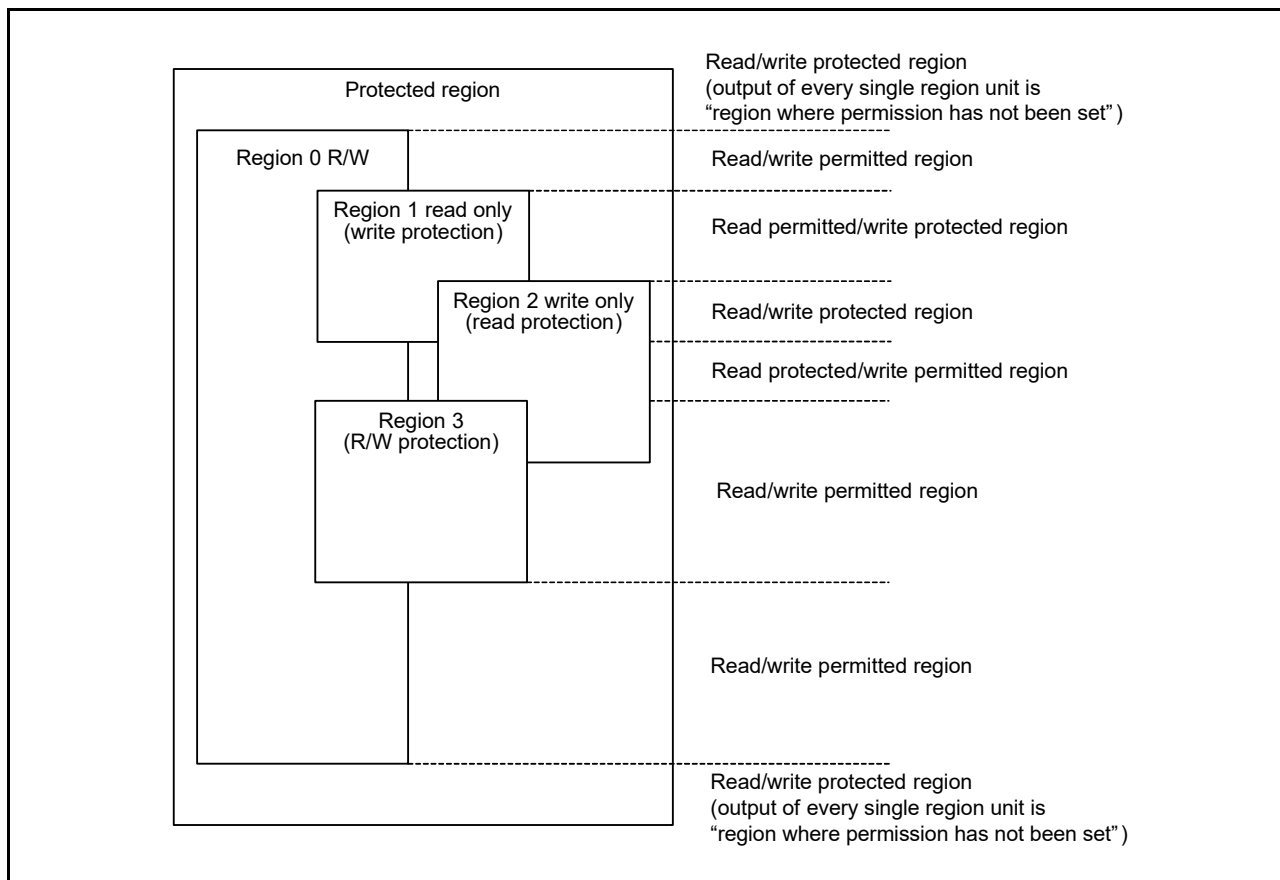 Read/write protected region
(output of every single region unit is
“region where permission has not been set”)
Protected region
Region 0 R/W
Read/write permitted region
Region 1 read only
(write protection)
Read permitted/write protected region
Region 2 write only
(read protection)
Read/write protected region
Read protected/write permitted region
Region 3
(R/W protection)
Read/write permitted region
Read/write permitted region
Read/write protected region
(output of every single region unit is
“region where permission has not been set”)